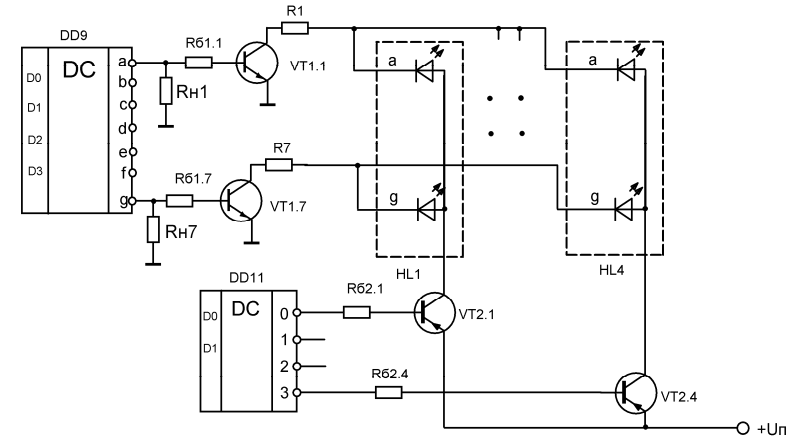 DD9
DC
D0
D1
D2
D3
a
b
c
d
e
f
g
Rб1.1
Rн1
VT1.1
R1
Rб1.7
Rн7
VT1.7
R7
a
g
HL1
a
g
HL4
DD11
DC
D0
D1
0
1
2
3
Rб2.1
VT2.1
Rб2.4
VT2.4
+Uп